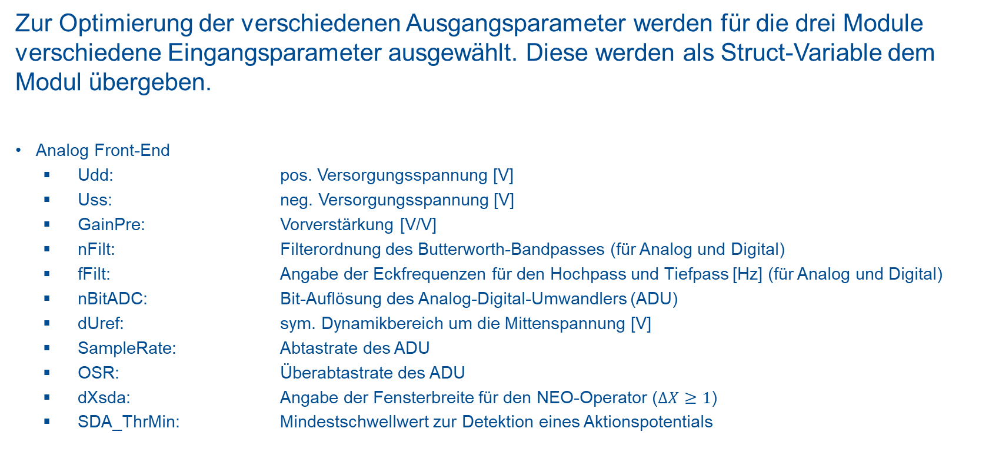 Zur Optimierung der verschiedenen Ausgangsparameter werden für die drei Module
verschiedene Eingangsparameter ausgewählt. Diese werden als Struct-Variable dem
Modul übergeben.
• Analog Front-End
▪ Udd: pos. Versorgungsspannung [V]
▪ Uss: neg. Versorgungsspannung [V]
▪ GainPre: Vorverstärkung [V/V]
▪ nFilt: Filterordnung des Butterworth-Bandpasses (für Analog und Digital)
▪ fFilt: Angabe der Eckfrequenzen für den Hochpass und Tiefpass [Hz] (für Analog und Digital)
▪ nBitADC: Bit-Auflösung des Analog-Digital-Umwandlers (ADU)
▪ dUref: sym. Dynamikbereich um die Mittenspannung [V]
▪ SampleRate: Abtastrate des ADU
▪ OSR: Überabtastrate des ADU
▪ dXsda: Angabe der Fensterbreite für den NEO-Operator (ΔX ≥ 1)
▪ SDA_ThrMin: Mindestschwellwert zur Detektion eines Aktionspotentials